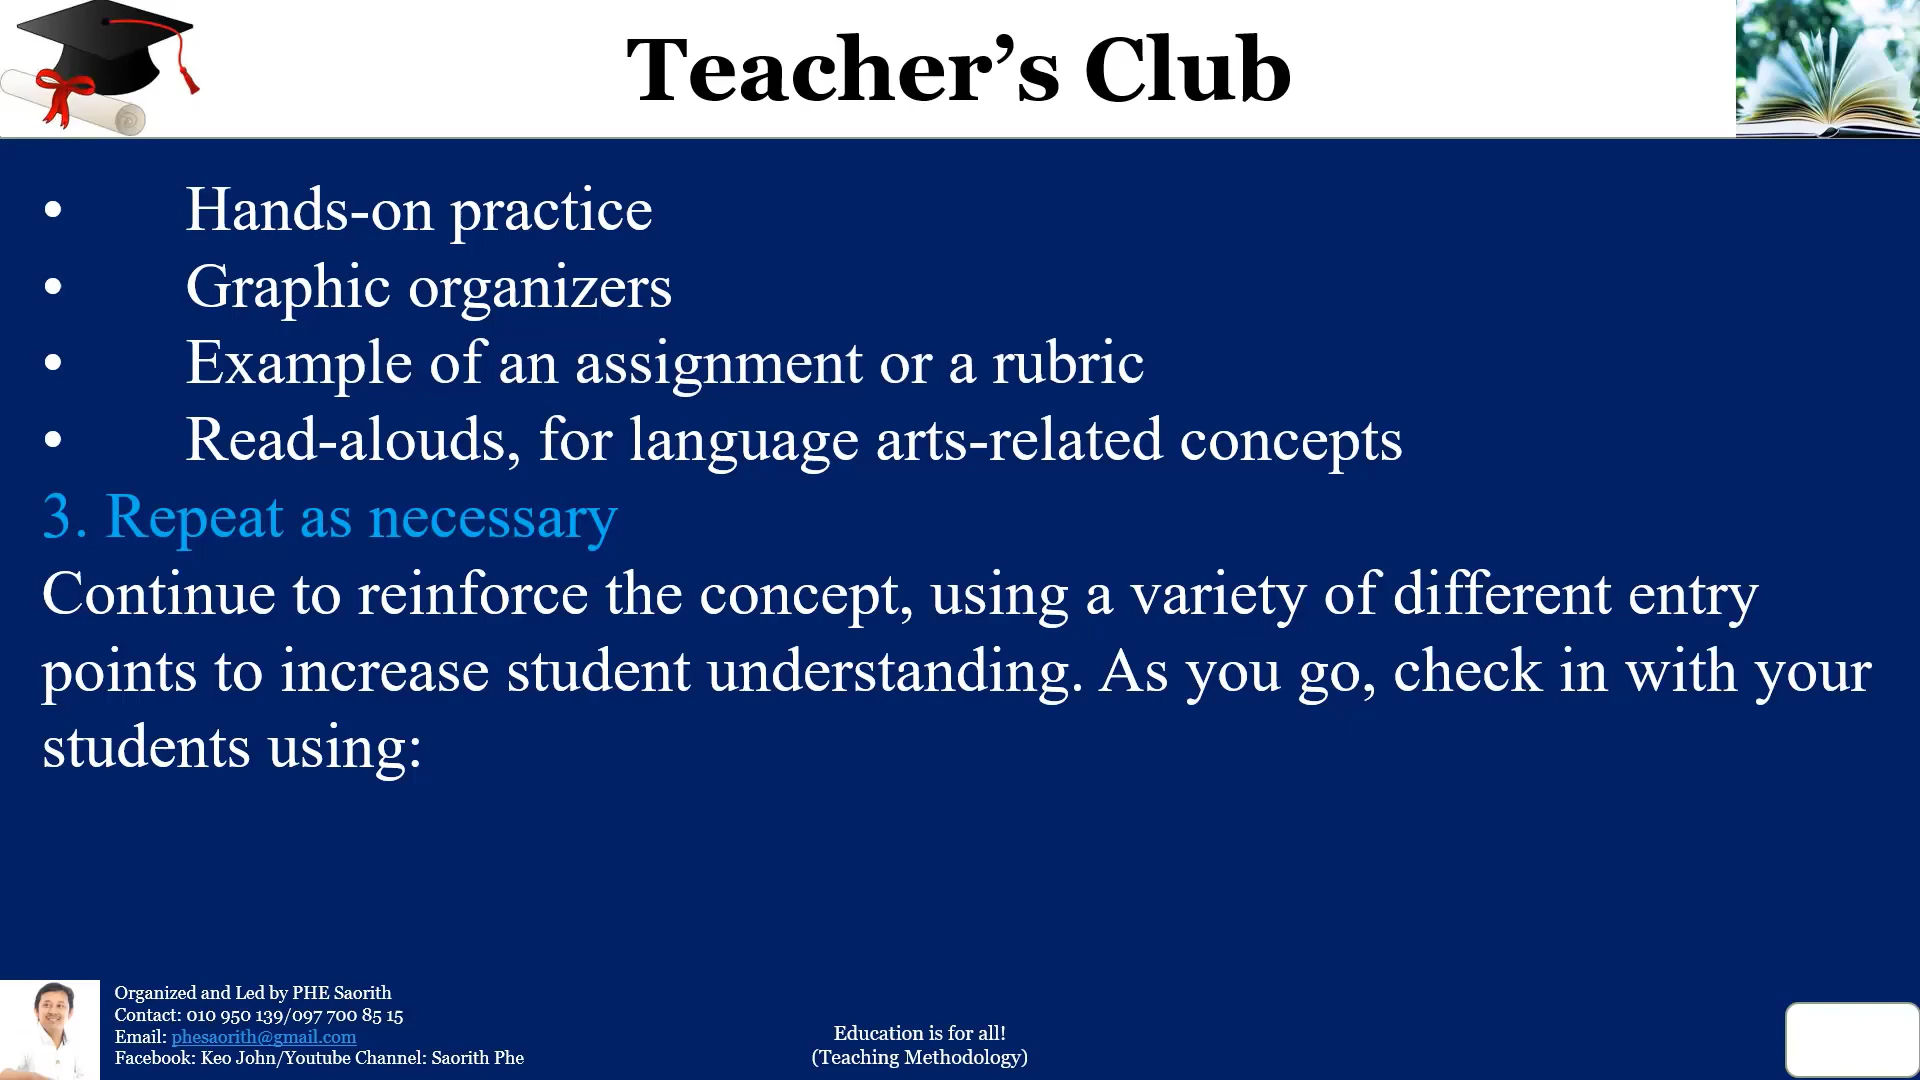 Teacher’s Club
• Hands-on practice
• Graphic organizers
• Example of an assignment or a rubric
• Read-alouds, for language arts-related concepts
3. Repeat as necessary
Continue to reinforce the concept, using a variety of different entry
points to increase student understanding. As you go, check in with your
students using:
Organized and Led by PHE Saorith
Contact: 010 950 139/097 700 85 15
Email: phesaorith@gmail.com
Facebook: Keo John/Youtube Channel: Saorith Phe
Education is for all!
(Teaching Methodology)